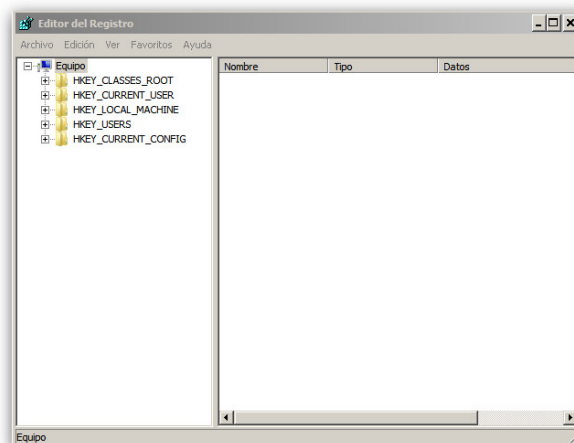 Editor del Registro
Archivo Edición Ver Favoritos Ayuda
Equipo
HKEY_CLASSES_ROOT
HKEY_CURRENT_USER
HKEY_LOCAL_MACHINE
HKEY_USERS
HKEY_CURRENT_CONFIG
Nombre Tipo Datos
Equipo